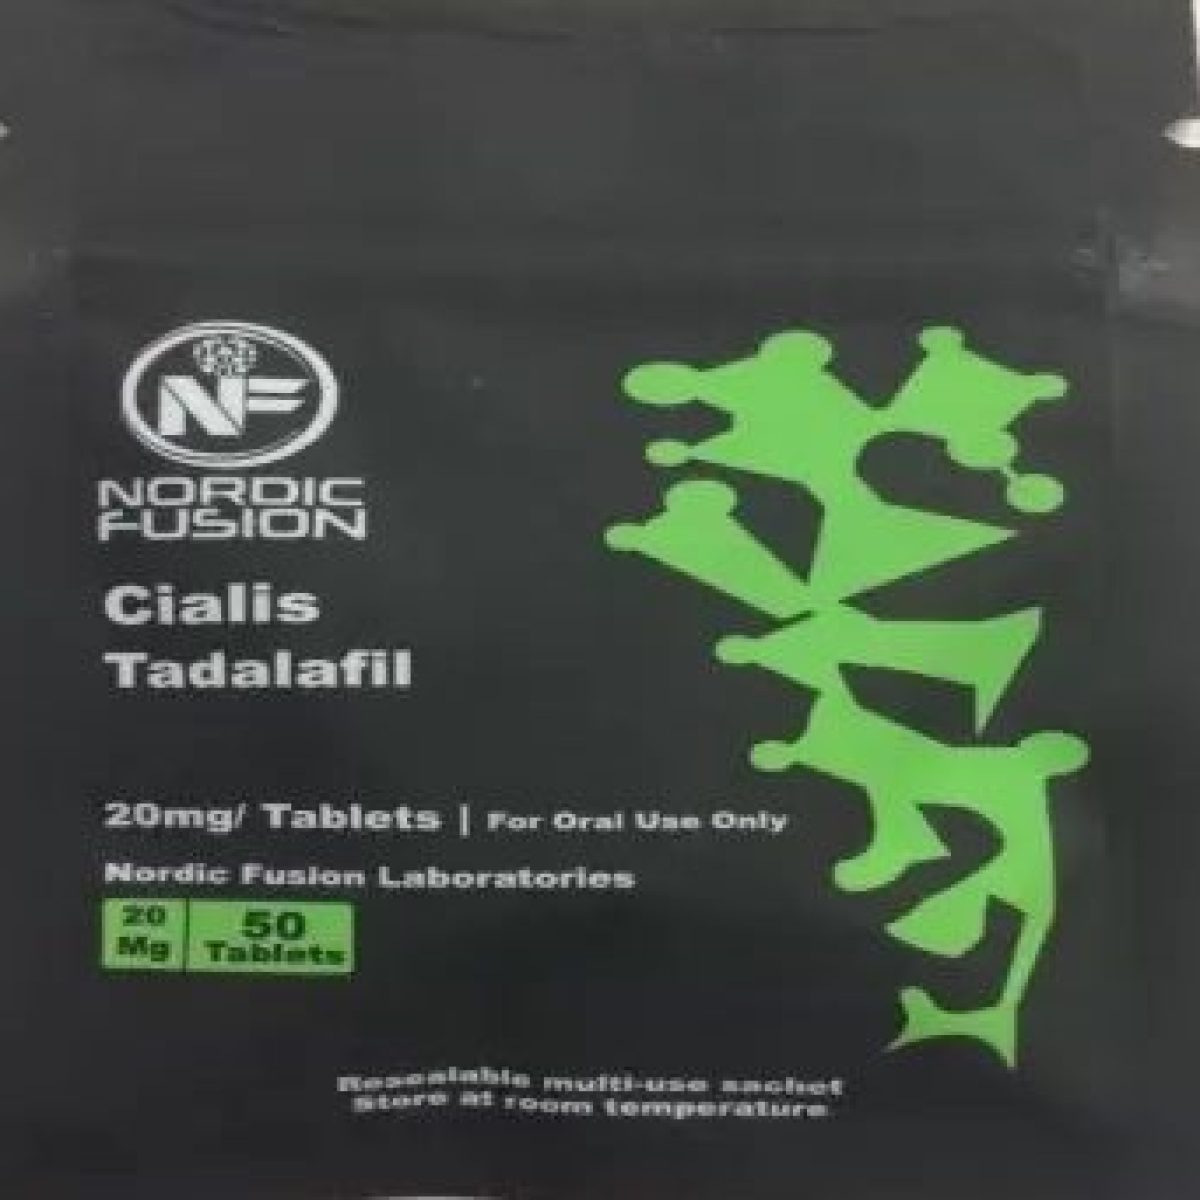 NF
NORDIC
FUSION
Cialis
Tadalafil
20mg/ Tablets | For Oral Use Only
Nordic Fusion Laboratories
20 Mg
50 Tablets
Resealable multi-use sachet
Store at room temperature